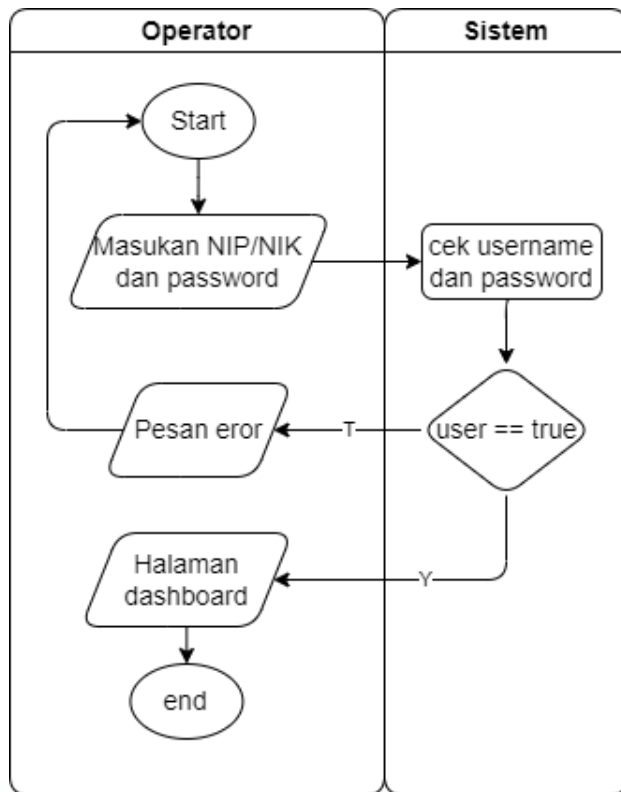 Operator
Sistem
Start
Masukan NIP/NIK
dan password
cek username
dan password
user == true
T
Pesan eror
Y
Halaman
dashboard
end